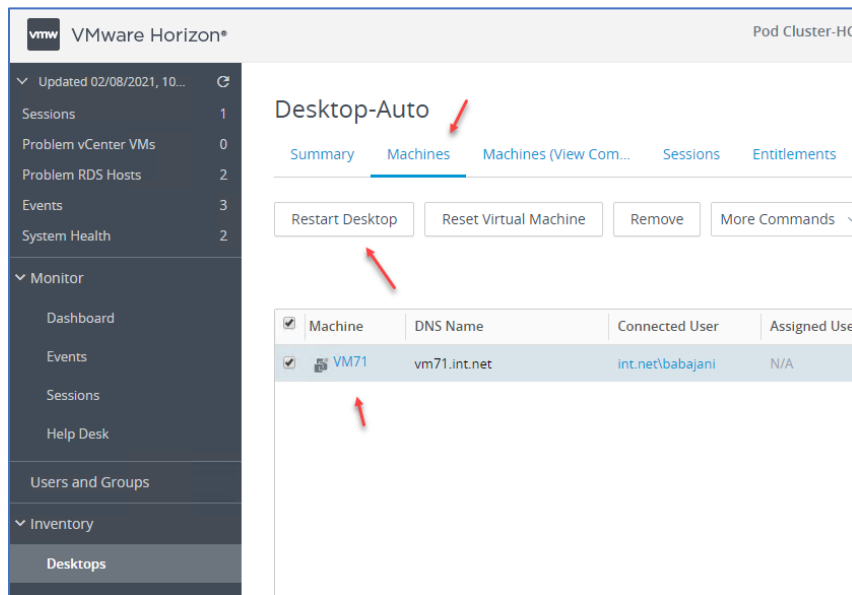 vmw VMware Horizon®
Pod Cluster-HC
Updated 02/08/2021, 10...
Sessions 1
Problem vCenter VMs 0
Problem RDS Hosts 2
Events 3
System Health 2
Monitor
Dashboard
Events
Sessions
Help Desk
Users and Groups
Inventory
Desktops
Desktop-Auto
Summary Machines Machines (View Com... Sessions Entitlements
Restart Desktop Reset Virtual Machine Remove More Commands
Machine DNS Name Connected User Assigned Use
VM71 vm71.int.net int.net\babajani N/A